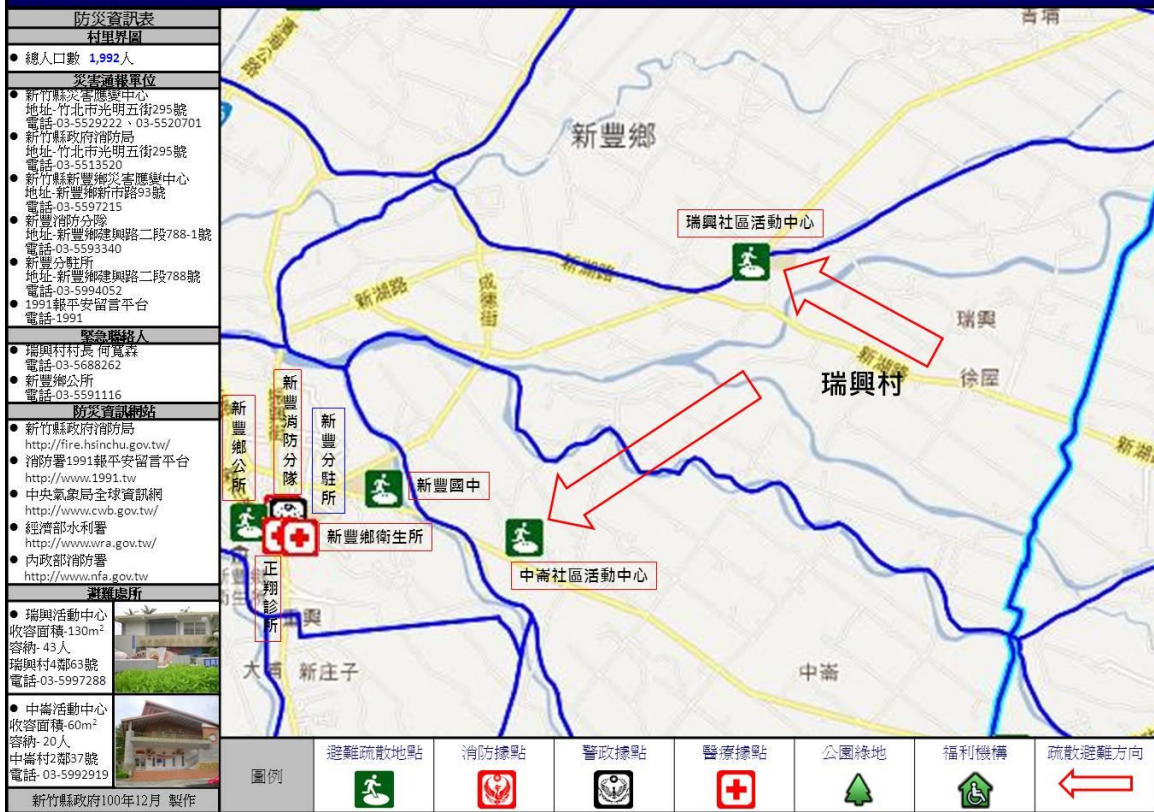 防災資訊表
村里界圖
● 總人口數 1,992人
災害通報單位
● 新竹縣災害應變中心
地址-竹北市光明五街295號
電話-03-5529222、03-5520701
● 新竹縣政府消防局
地址-竹北市光明五街295號
電話-03-5513520
● 新竹縣新豐鄉災害應變中心
地址-新豐鄉新市路93號
電話-03-5597215
● 新豐消防分隊
地址-新豐鄉建興路二段788-1號
電話-03-5593340
● 新豐分駐所
地址-新豐鄉建興路二段788號
電話-03-5994052
● 1991報平安留言平台
電話-1991
緊急聯絡人
● 瑞興村村長 何寬森
電話-03-5688262
● 新豐鄉公所
電話-03-5591116
防災資訊網站
● 新竹縣政府消防局
http://fire.hsinchu.gov.tw/
● 消防署1991報平安留言平台
http://www.1991.tw
● 中央氣象局全球資訊網
http://www.cwb.gov.tw/
● 經濟部水利署
http://www.wra.gov.tw/
● 內政部消防署
http://www.nfa.gov.tw
避難處所
● 瑞興活動中心
收容面積-130m²
容納- 43人
瑞興村4鄰63號
電話-03-5997288
● 中崙活動中心
收容面積-60m²
容納- 20人
中崙村2鄰37號
電話- 03-5992919
新竹縣政府100年12月 製作
濱海公路
青埔
新豐鄉
瑞興社區活動中心
新湖路
成德街
新湖路
瑞興
新湖路
徐屋
瑞興村
新湖
新豐鄉公所
新豐消防分隊
新豐分駐所
新豐國中
新豐鄉衛生所
中崙社區活動中心
正翔診所
重興
大埔
新庄子
中崙
圖例
避難疏散地點
消防據點
警政據點
醫療據點
公園綠地
福利機構
疏散避難方向